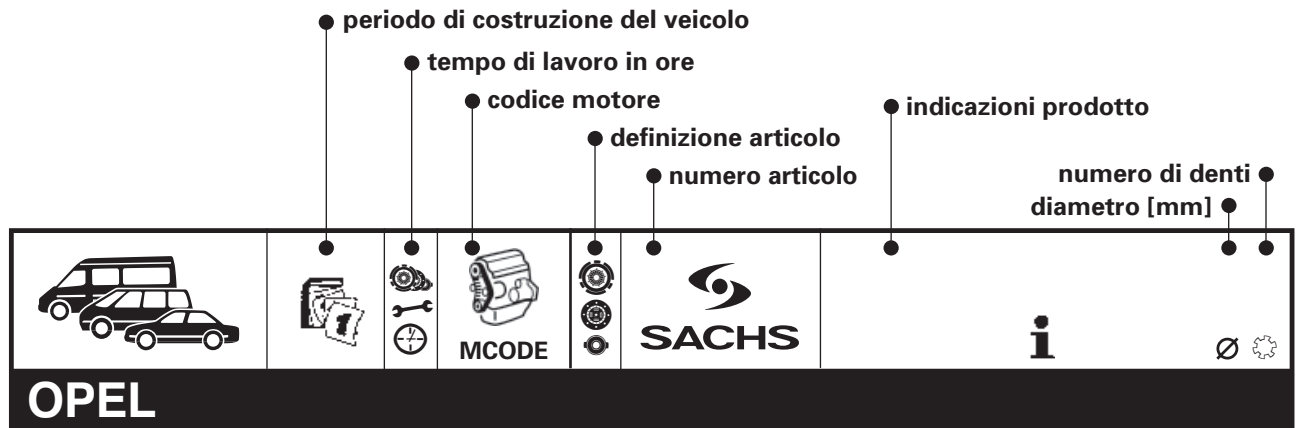 periodo di costruzione del veicolo
tempo di lavoro in ore
codice motore
indicazioni prodotto
definizione articolo
numero articolo
numero di denti
diametro [mm]
1
MCODE
SACHS
i
Ø
OPEL